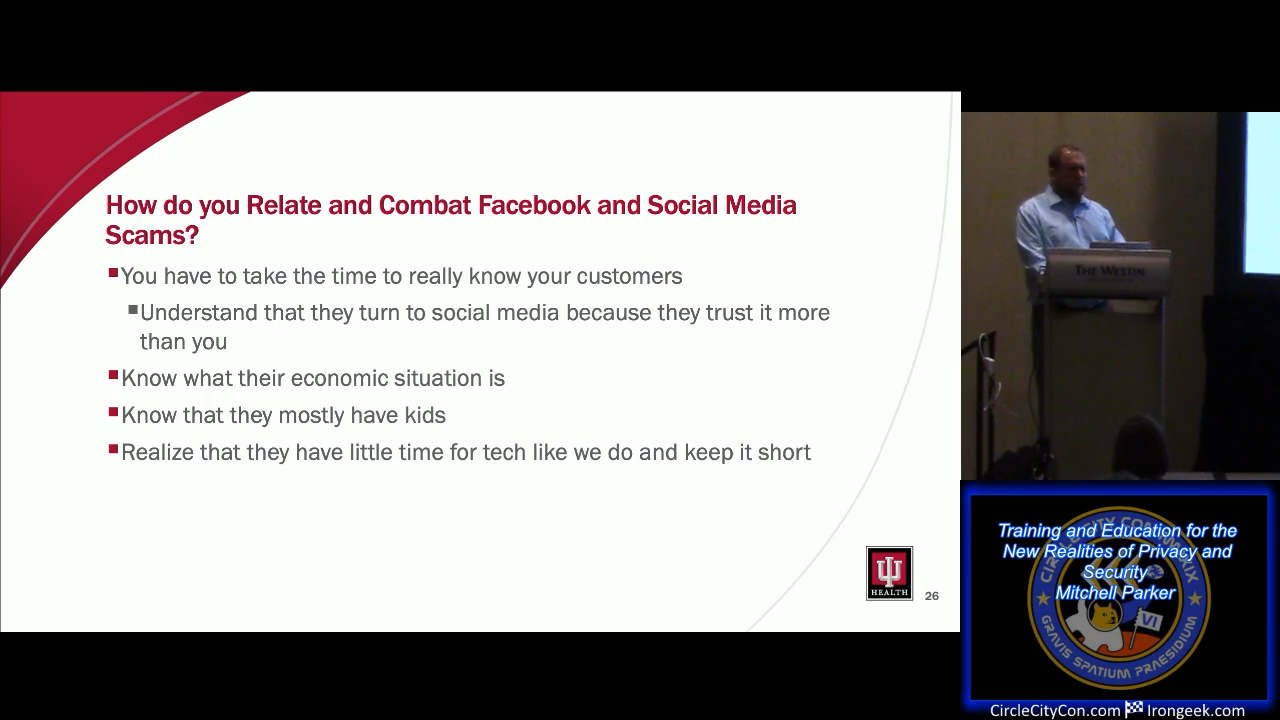 How do you Relate and Combat Facebook and Social Media
Scams?
You have to take the time to really know your customers
Understand that they turn to social media because they trust it more
than you
Know what their economic situation is
Know that they mostly have kids
Realize that they have little time for tech like we do and keep it short
HEALTH
26
THE WESTIN
Training and Education for the
New Realities of Privacy and
Security
Mitchell Parker
VI
GRAVIS SPATIUM PRAESIDIUM
CircleCityCon.com Irongeek.com